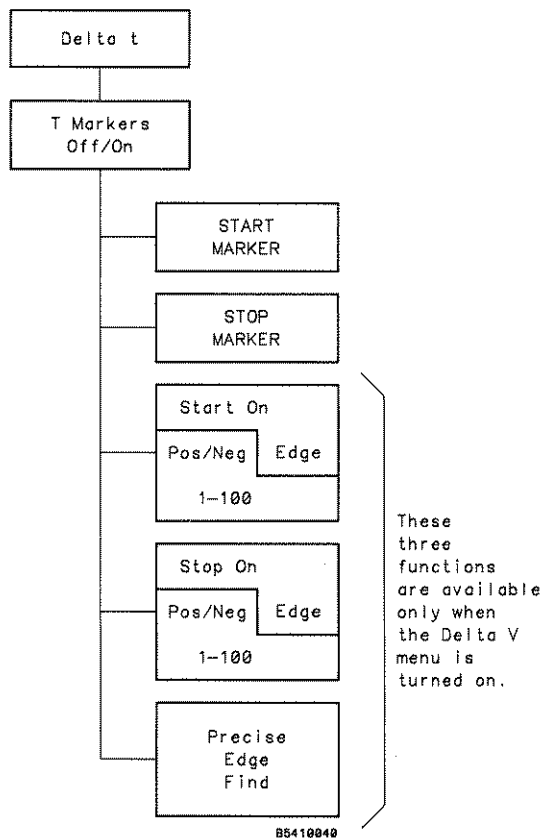 Delta t
T Markers
Off/On
START
MARKER
STOP
MARKER
Start On
Pos/Neg Edge
1-100
Stop On
Pos/Neg Edge
1-100
Precise
Edge
Find
These
three
functions
are available
only when
the Delta V
menu is
turned on.
B5410040